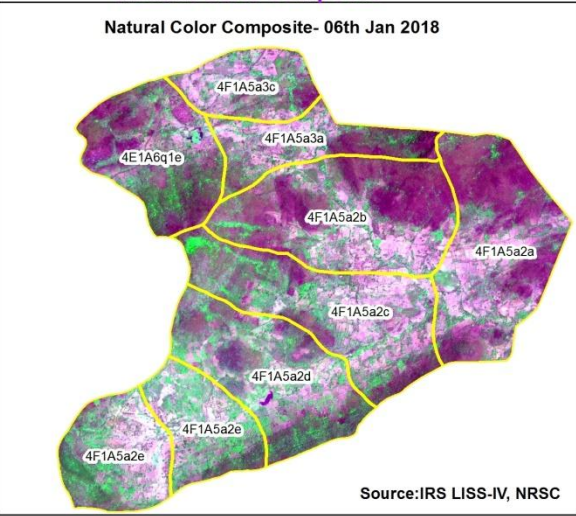 Natural Color Composite- 06th Jan 2018
4F1A5a3c
4F1A5a3a
4E1A6q1e
4F1A5a2b
4F1A5a2a
4F1A5a2c
4F1A5a2d
4F1A5a2e
4F1A5a2e
Source:IRS LISS-IV, NRSC